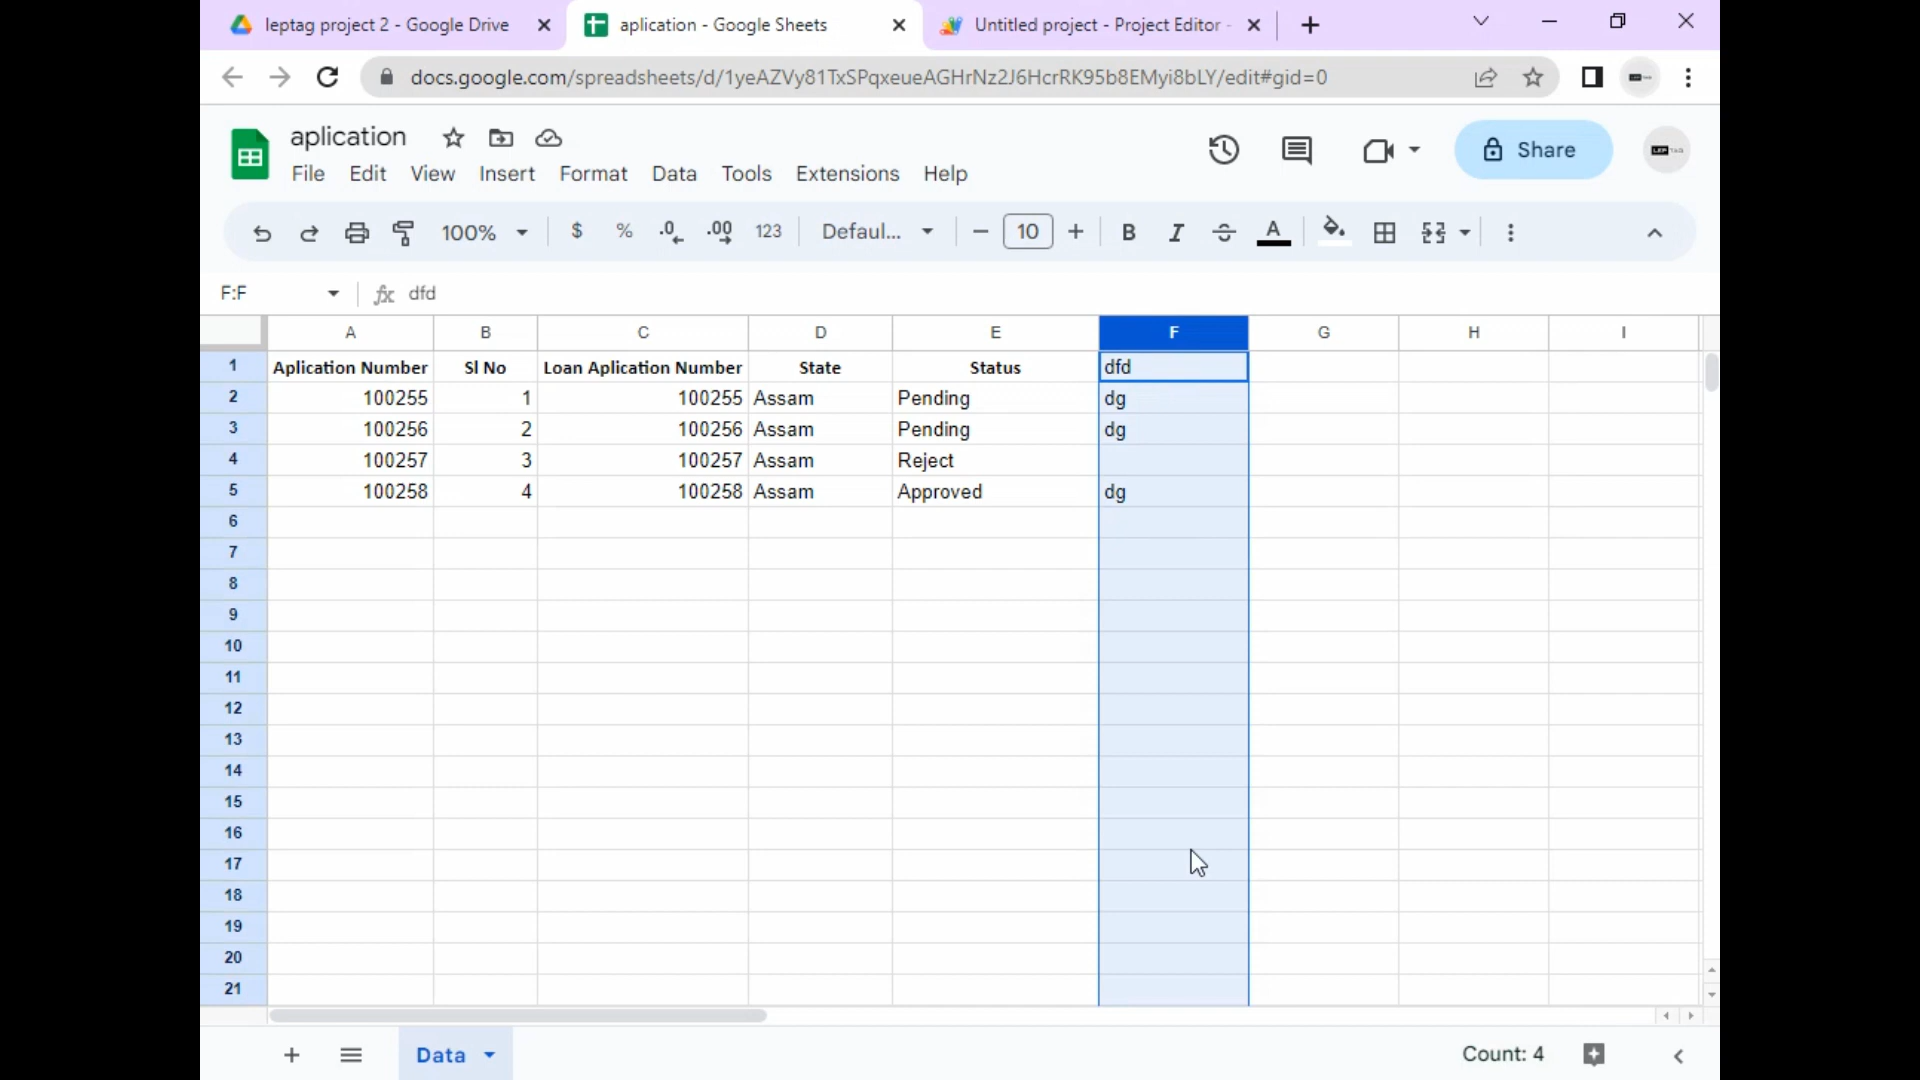 leptag project 2 - Google Drive
aplication - Google Sheets
Untitled project - Project Editor -
docs.google.com/spreadsheets/d/1yeAZVy81TxSPqxeueAGHrNz2J6HcrRK95b8EMyi8bLY/edit#gid=0
aplication
File Edit View Insert Format Data Tools Extensions Help
Share
100% $ % .0 .00 123 Defaul... 10 B I A
F:F fx dfd
A B C D E F G H I
1 Aplication Number Sl No Loan Aplication Number State Status dfd
2 100255 1 100255 Assam Pending dg
3 100256 2 100256 Assam Pending dg
4 100257 3 100257 Assam Reject
5 100258 4 100258 Assam Approved dg
6
7
8
9
10
11
12
13
14
15
16
17
18
19
20
21
Data
Count: 4